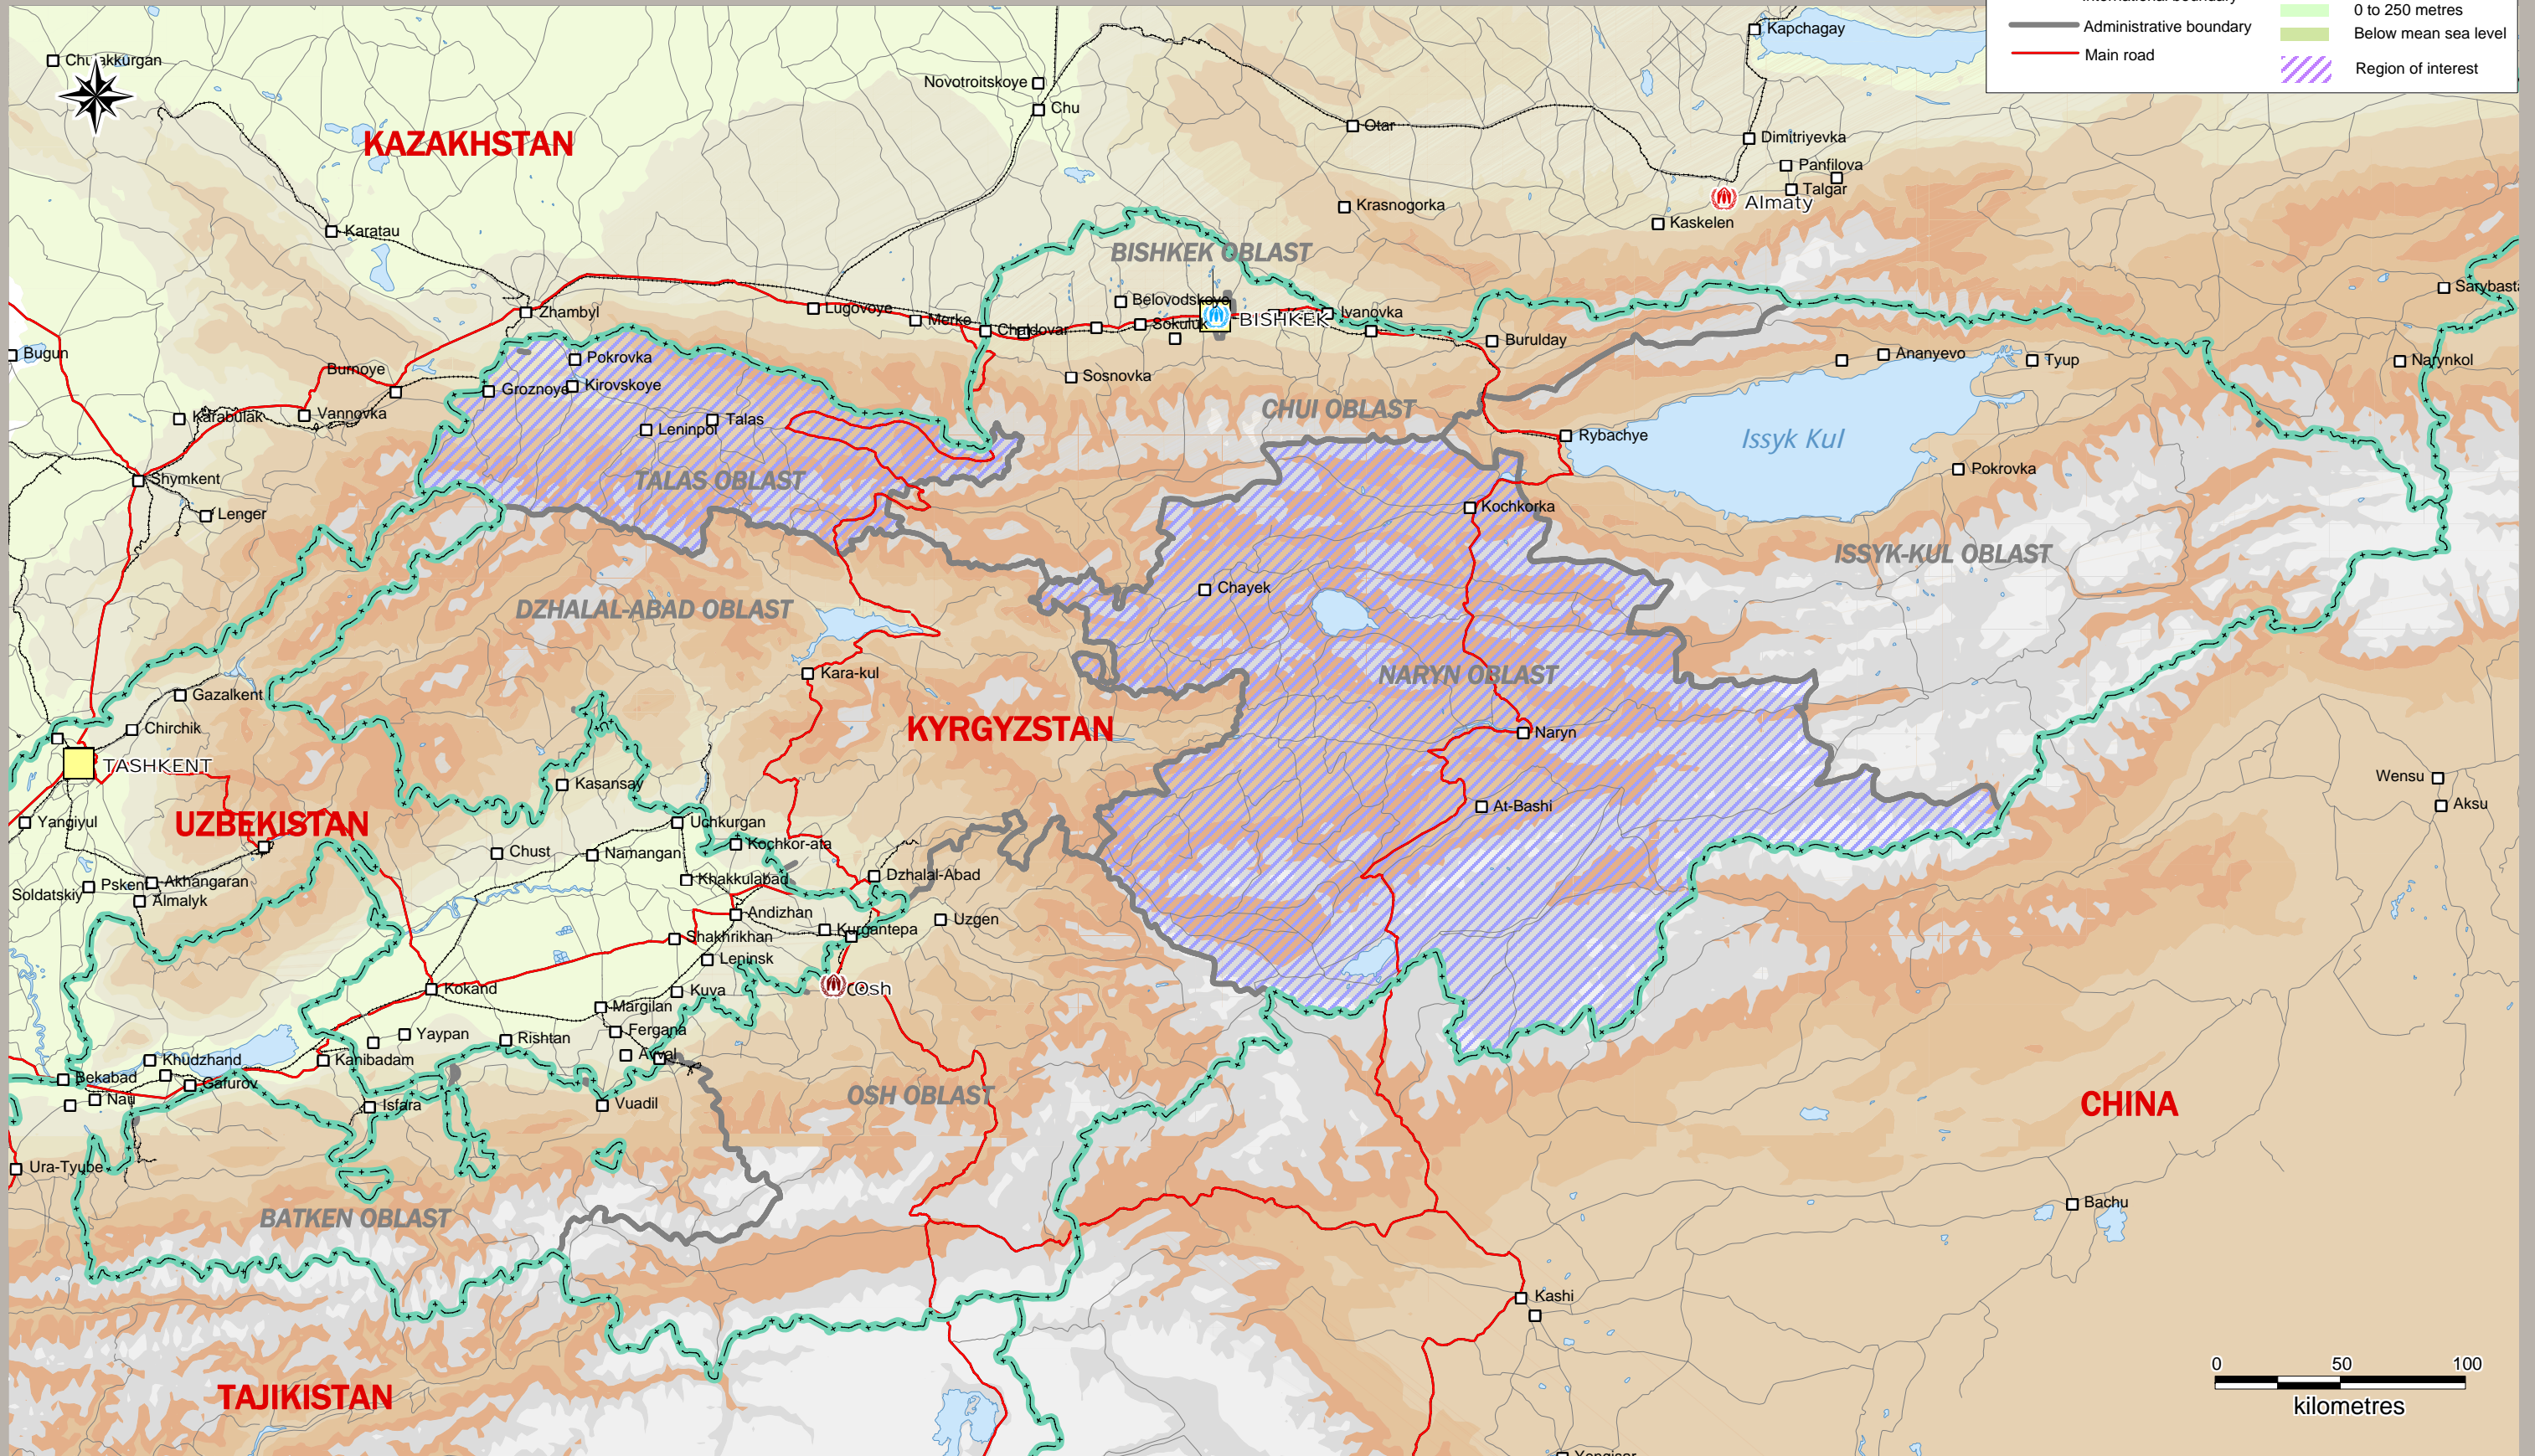 0 to 250 metres
Administrative boundary
Below mean sea level
Main road
Region of interest
Kapchagay
Chulakkurgan
Novotroitskoye
Chu
KAZAKHSTAN
Otar
Dimitriyevka
Panfilova
Talgar
Almaty
Krasnogorka
Kaskelen
Karatau
BISHKEK OBLAST
Belovodskoye
Zhambyl
Lugovoye
Merke
Chaldovar
Sokuluk
BISHKEK
Ivanovka
Burulday
Bugun
Burnoye
Pokrovka
Groznoye
Kirovskoye
Sosnovka
Ananyevo
Tyup
Narynkol
Karabulak
Vannovka
Leninpol
Talas
CHUI OBLAST
Rybachye
Issyk Kul
Pokrovka
Shymkent
TALAS OBLAST
Lenger
Kochkorka
ISSYK-KUL OBLAST
Chayek
DZHALAL-ABAD OBLAST
Kara-kul
NARYN OBLAST
Gazalkent
Chirchik
KYRGYZSTAN
Naryn
TASHKENT
Kasansay
Wensu
Aksu
Yangiyul
UZBEKISTAN
Uchkurgan
At-Bashi
Chust
Namangan
Kochkor-ata
Pskent
Akhangaran
Khakkulabad
Dzhalal-Abad
Soldatskiy
Almalyk
Andizhan
Uzgen
Kurgantepa
Shakhrikhan
Leninsk
Kokand
Kuva
Osh
Margilan
Yaypan
Rishtan
Fergana
Avval
Khudzhand
Kanibadam
Bekabad
Gafurov
Nau
Isfara
Vuadil
OSH OBLAST
CHINA
Ura-Tyube
BATKEN OBLAST
Bachu
Kashi
TAJIKISTAN
0 50 100
kilometres